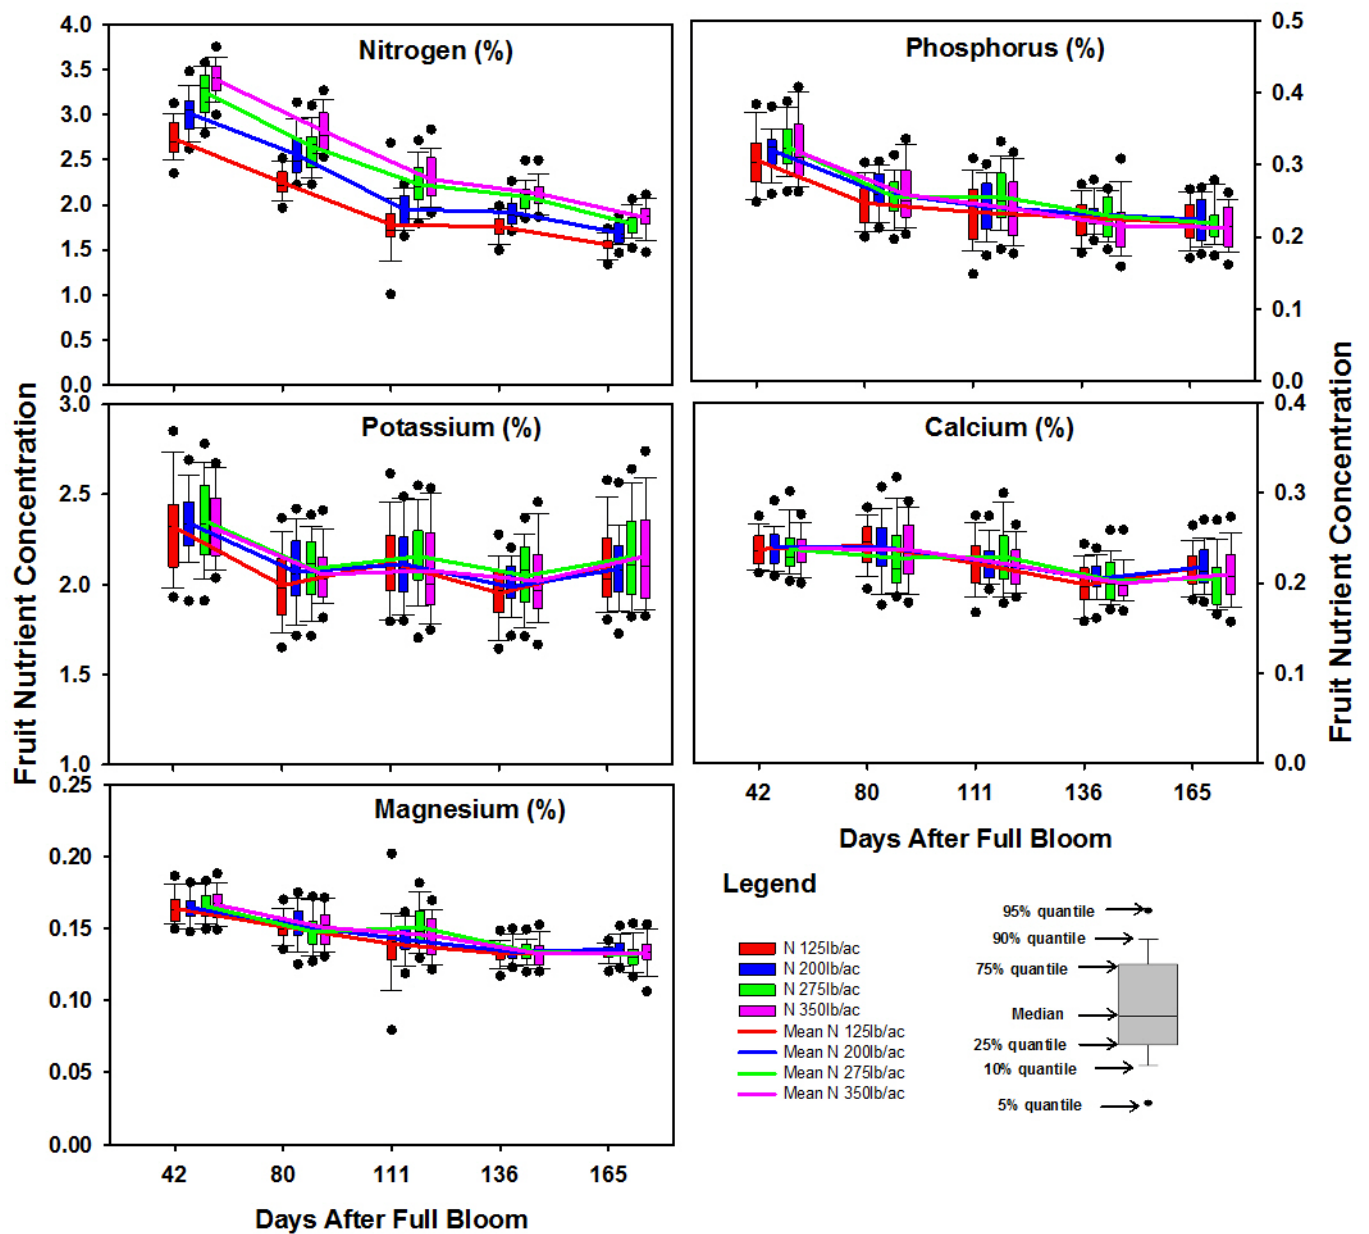 Nitrogen (%)
4.0
3.5
3.0
2.5
2.0
1.5
1.0
0.5
0.0
Phosphorus (%)
0.5
0.4
0.3
0.2
0.1
0.0
Fruit Nutrient Concentration
Potassium (%)
3.0
2.5
2.0
1.5
1.0
Calcium (%)
0.4
0.3
0.2
0.1
0.0
42 80 111 136 165
Days After Full Bloom
Fruit Nutrient Concentration
Magnesium (%)
0.25
0.20
0.15
0.10
0.05
0.00
42 80 111 136 165
Days After Full Bloom
Legend
N 125lb/ac
N 200lb/ac
N 275lb/ac
N 350lb/ac
Mean N 125lb/ac
Mean N 200lb/ac
Mean N 275lb/ac
Mean N 350lb/ac
95% quantile
90% quantile
75% quantile
Median
25% quantile
10% quantile
5% quantile